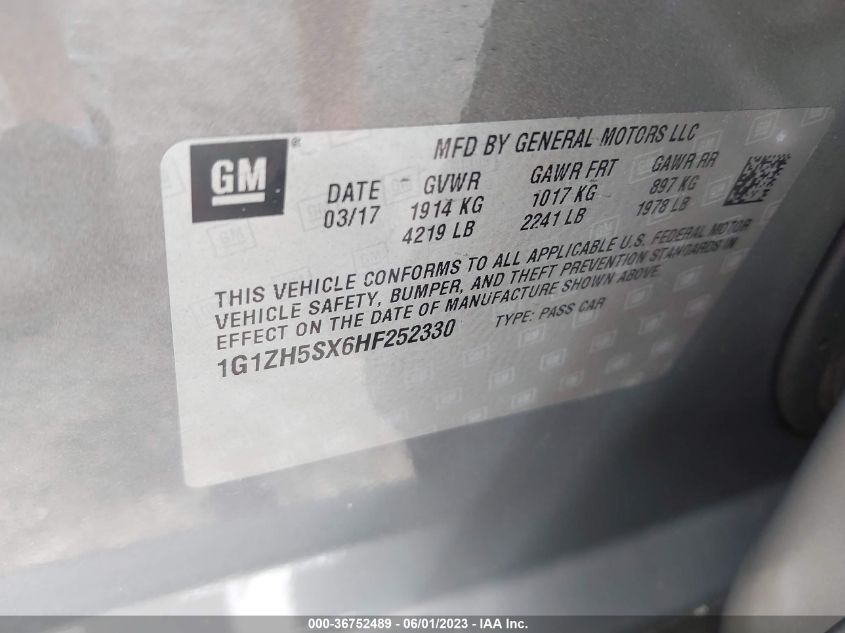 GM®
MFD BY GENERAL MOTORS LLC
DATE GVWR GAWR FRT GAWR RR
03/17 1914 KG 1017 KG 897 KG
4219 LB 2241 LB 1978 LB
THIS VEHICLE CONFORMS TO ALL APPLICABLE U.S. FEDERAL MOTOR
VEHICLE SAFETY, BUMPER, AND THEFT PREVENTION STANDARDS IN
EFFECT ON THE DATE OF MANUFACTURE SHOWN ABOVE.
1G1ZH5SX6HF252330 TYPE: PASS CAR
000-36752489 - 06/01/2023 - IAA Inc.